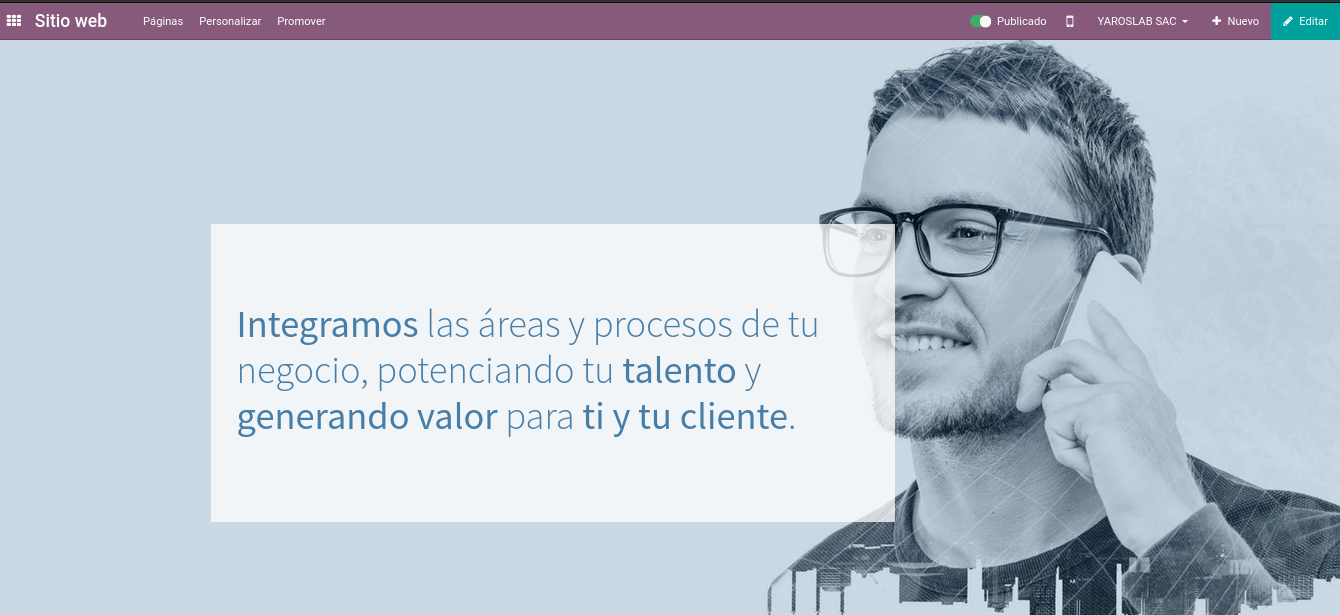 Sitio web Páginas Personalizar Promover Publicado YAROSLAB SAC Nuevo Editar
Integramos las áreas y procesos de tu
negocio, potenciando tu talento y
generando valor para ti y tu cliente.